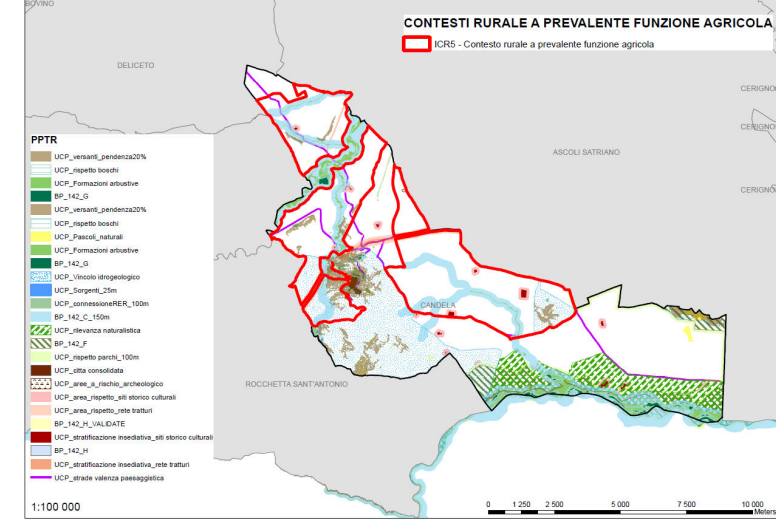 BOVINO
CONTESTI RURALE A PREVALENTE FUNZIONE AGRICOLA
ICR5 - Contesto rurale a prevalente funzione agricola
DELICETO
CERIGNO
CERIGNO
ASCOLI SATRIANO
CERIGNO
PPTR
UCP_versanti_pendenza20%
UCP_rispetto boschi
UCP_Formazioni arbustive
BP_142_G
UCP_versanti_pendenza20%
UCP_rispetto boschi
UCP_Pascoli_naturali
UCP_Formazioni arbustive
BP_142_G
UCP_Vincolo idrogeologico
UCP_Sorgenti_25m
UCP_connessioneRER_100m
BP_142_C_150m
UCP_rilevanza naturalistica
BP_142_F
UCP_rispetto parchi_100m
UCP_citta consolidata
UCP_aree_a_rischio_archeologico
UCP_area_rispetto_siti storico culturali
UCP_area_rispetto_rete tratturi
BP_142_H_VALIDATE
UCP_stratificazione insediativa_siti storico culturali
BP_142_H
UCP_stratificazione insediativa_rete tratturi
UCP_strade valenza paesaggistica
CANDELA
ROCCHETTA SANT'ANTONIO
1:100 000
0 1 250 2 500 5 000 7 500 10 000
Meters